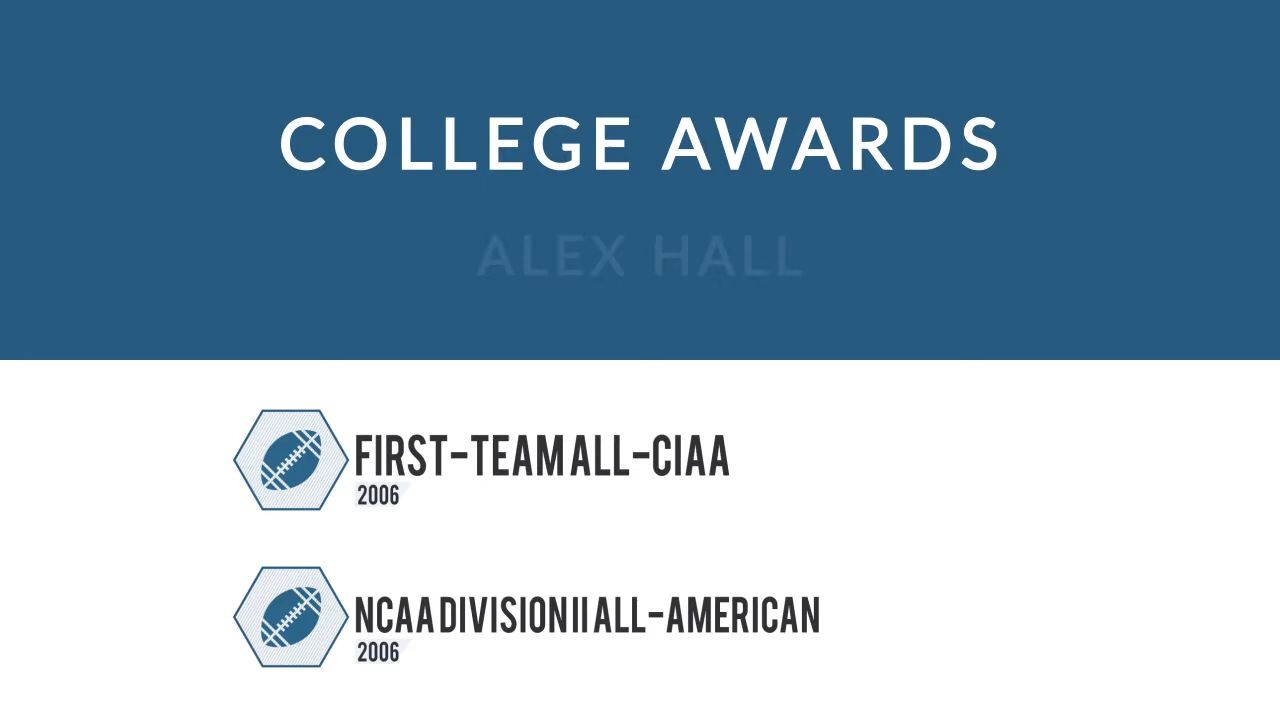 COLLEGE AWARDS
ALEX HALL
FIRST-TEAM ALL-CIAA
2006
NCAA DIVISION II ALL-AMERICAN
2006